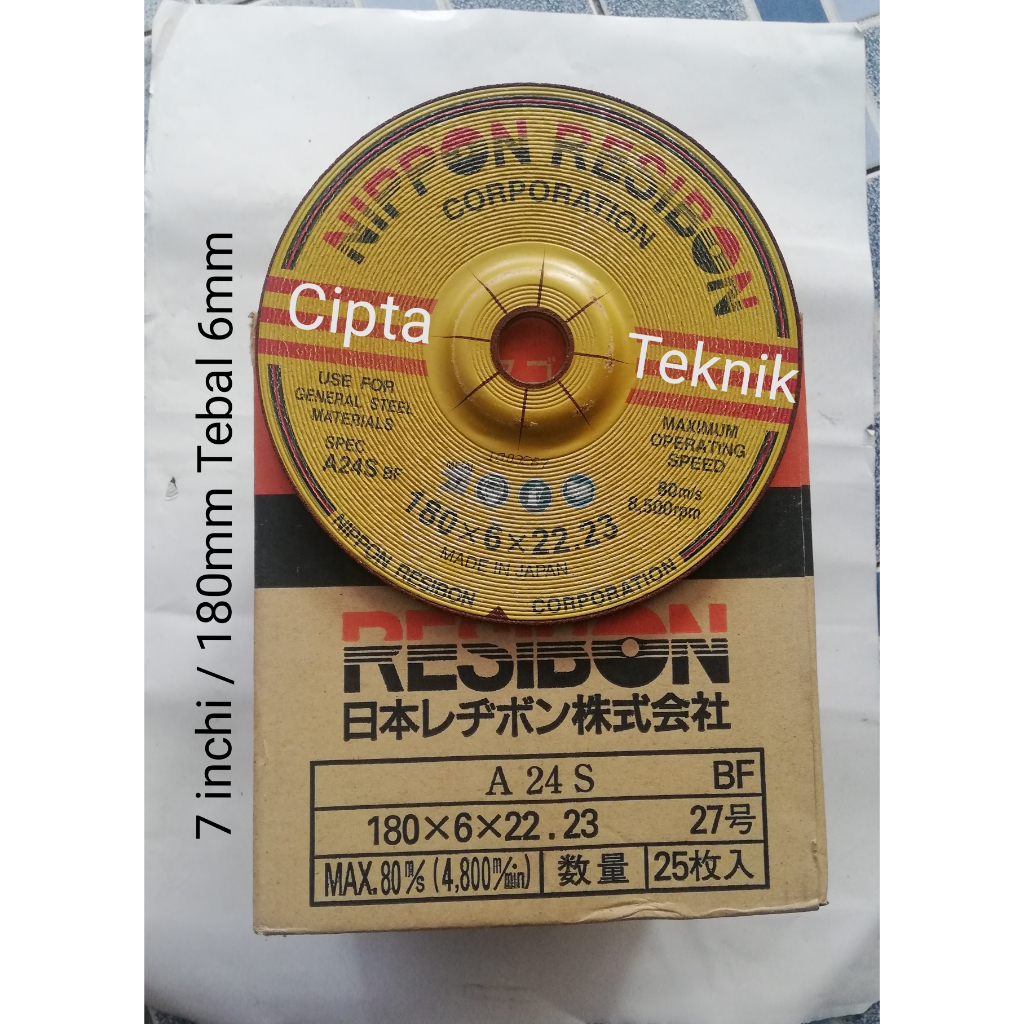 7 inchi / 180mm Tebal 6mm
NIPPON RESIBON
CORPORATION
Cipta
Teknik
USE FOR
GENERAL STEEL
MATERIALS
SPEC
A24S BF
MAXIMUM
OPERATING
SPEED
80m/s
8,500rpm
180×6×22.23
MADE IN JAPAN
NIPPON RESIBON CORPORATION
RESIBON
日本レヂボン株式会社
A 24 S BF
180×6×22.23 27号
MAX.80m/s (4,800m/min) 数量 25枚入